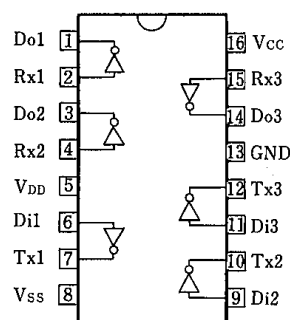 Do1 1
Rx1 2
Do2 3
Rx2 4
VDD 5
Di1 6
Tx1 7
Vss 8
16 Vcc
15 Rx3
14 Do3
13 GND
12 Tx3
11 Di3
10 Tx2
9 Di2